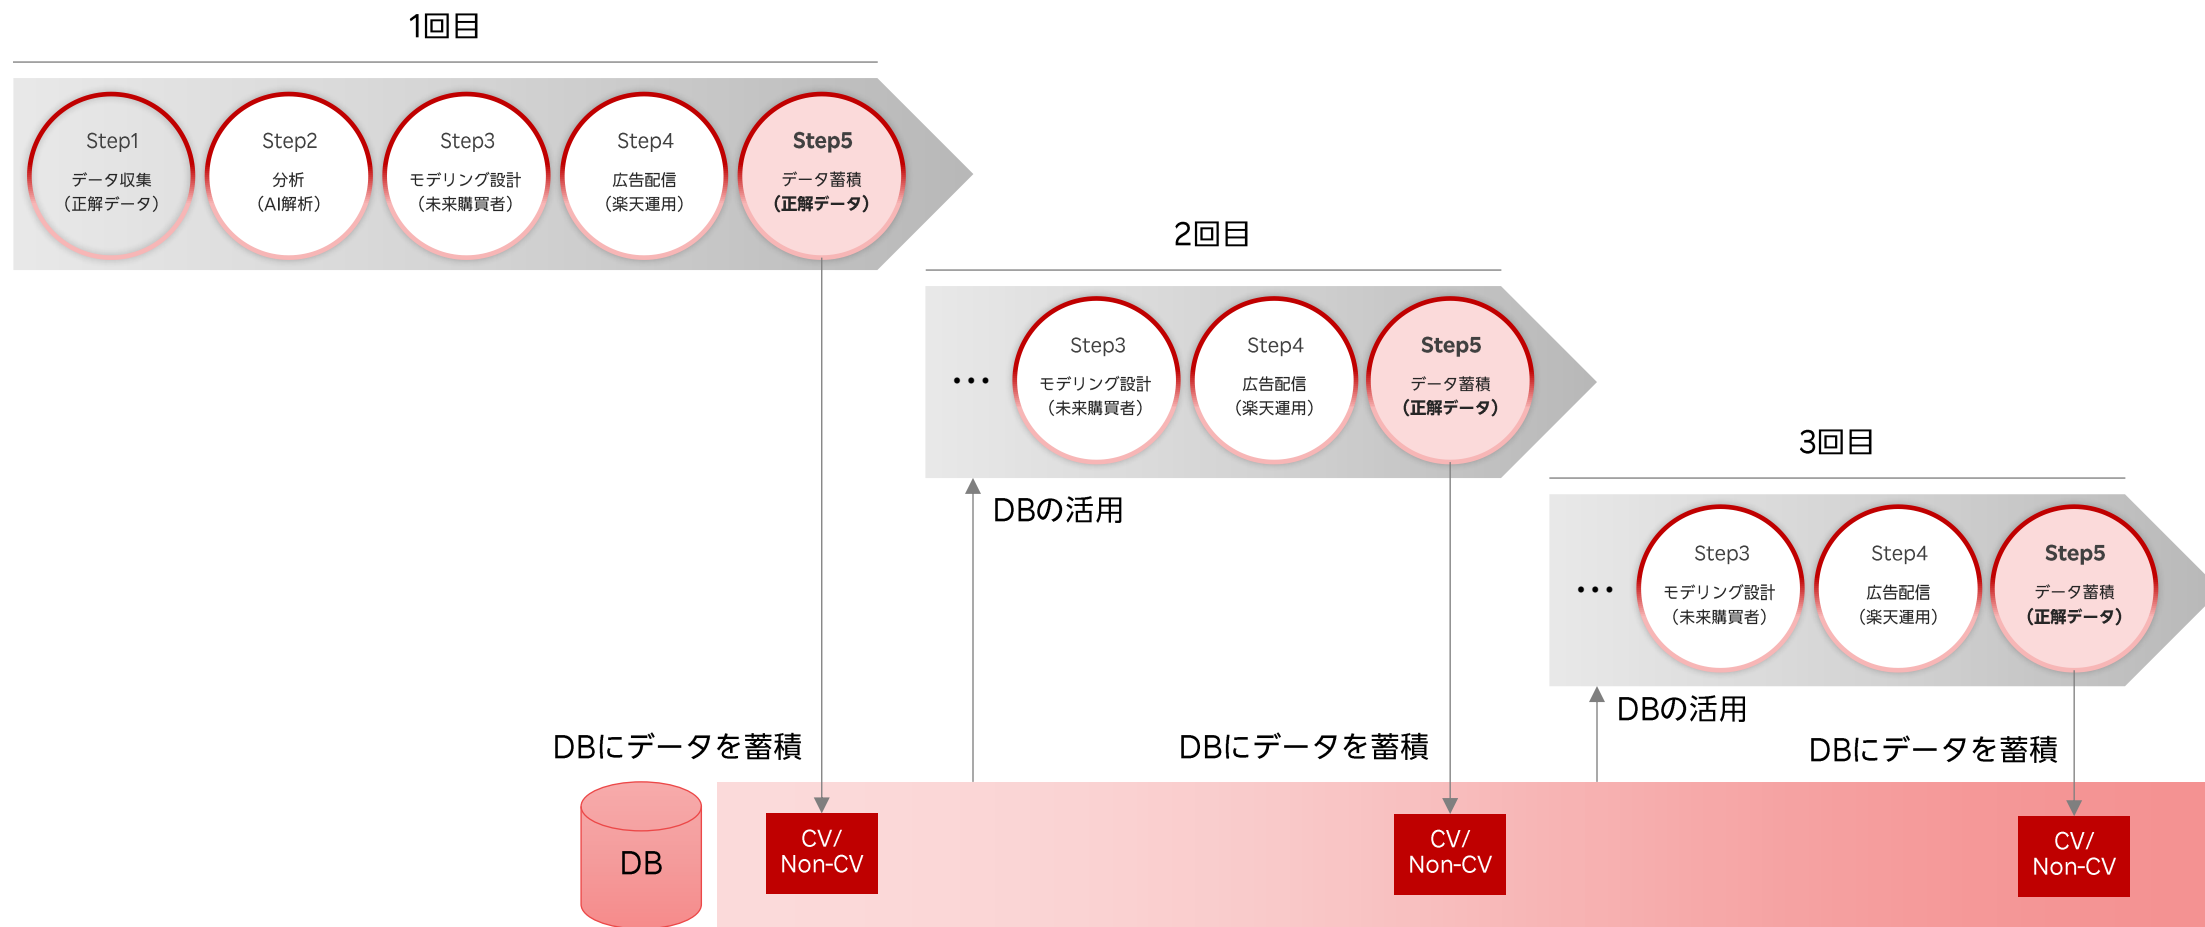 1回目
Step1
データ収集
（正解データ）
Step2
分析
（AI解析）
Step3
モデリング設計
（未来購買者）
Step4
広告配信
（楽天運用）
Step5
データ蓄積
（正解データ）
2回目
•••
Step3
モデリング設計
（未来購買者）
Step4
広告配信
（楽天運用）
Step5
データ蓄積
（正解データ）
DBの活用
3回目
•••
Step3
モデリング設計
（未来購買者）
Step4
広告配信
（楽天運用）
Step5
データ蓄積
（正解データ）
DBの活用
DBにデータを蓄積
DBにデータを蓄積
DBにデータを蓄積
DB
CV/
Non-CV
CV/
Non-CV
CV/
Non-CV